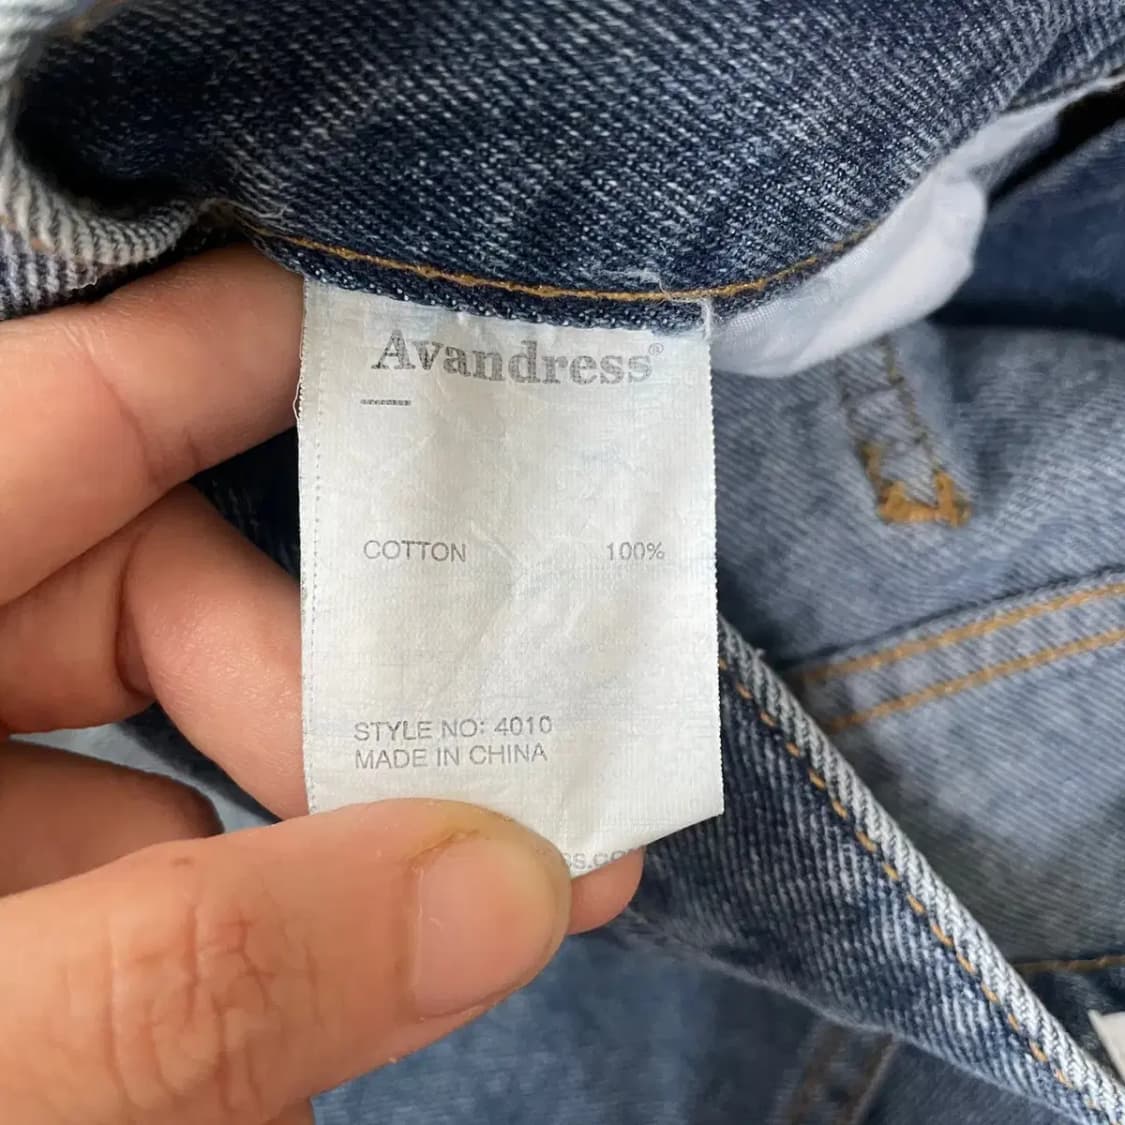 Avandress®
COTTON 100%
STYLE NO: 4010
MADE IN CHINA